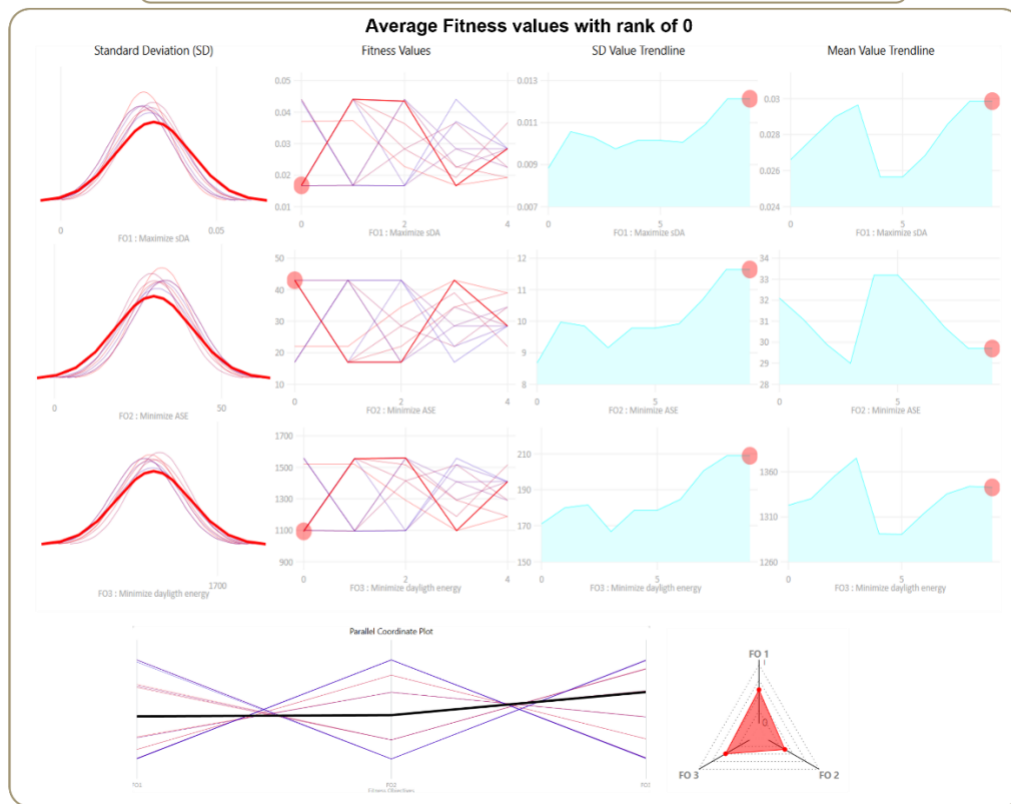 Average Fitness values with rank of 0
Standard Deviation (SD)
Fitness Values
SD Value Trendline
Mean Value Trendline
0
0.05
FO1 : Maximize sDA
0.05
0.04
0.03
0.02
0.01
0
2
4
FO1 : Maximize sDA
0.013
0.011
0.009
0.007
5
FO1 : Maximize sDA
0.03
0.028
0.026
0.024
5
FO1 : Maximize sDA
0
50
FO2 : Minimize ASE
50
40
30
20
10
0
2
4
FO2 : Minimize ASE
12
11
10
9
8
0
5
FO2 : Minimize ASE
34
33
32
31
30
29
28
0
5
FO2 : Minimize ASE
1700
FO3 : Minimize dayligth energy
1700
1500
1300
1100
900
0
2
4
FO3 : Minimize dayligth energy
210
190
170
150
0
5
FO3 : Minimize dayligth energy
1360
1310
1260
5
FO3 : Minimize dayligth energy
Parallel Coordinate Plot
FO1
FO2
Fitness Objectives
FO 1
0
FO 3
FO 2